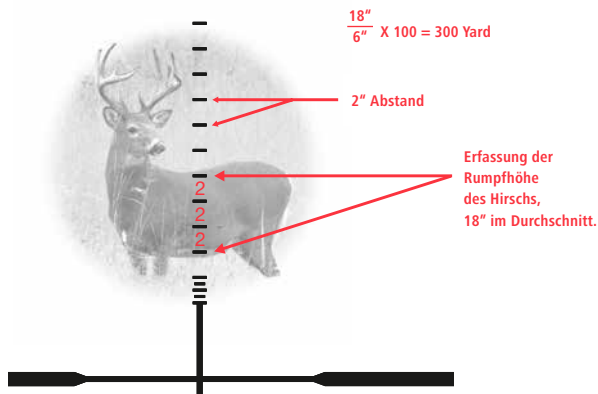 18“
6“ X 100 = 300 Yard
2“ Abstand
Erfassung der
Rumpfhöhe
des Hirschs,
18“ im Durchschnitt.
2
2
2